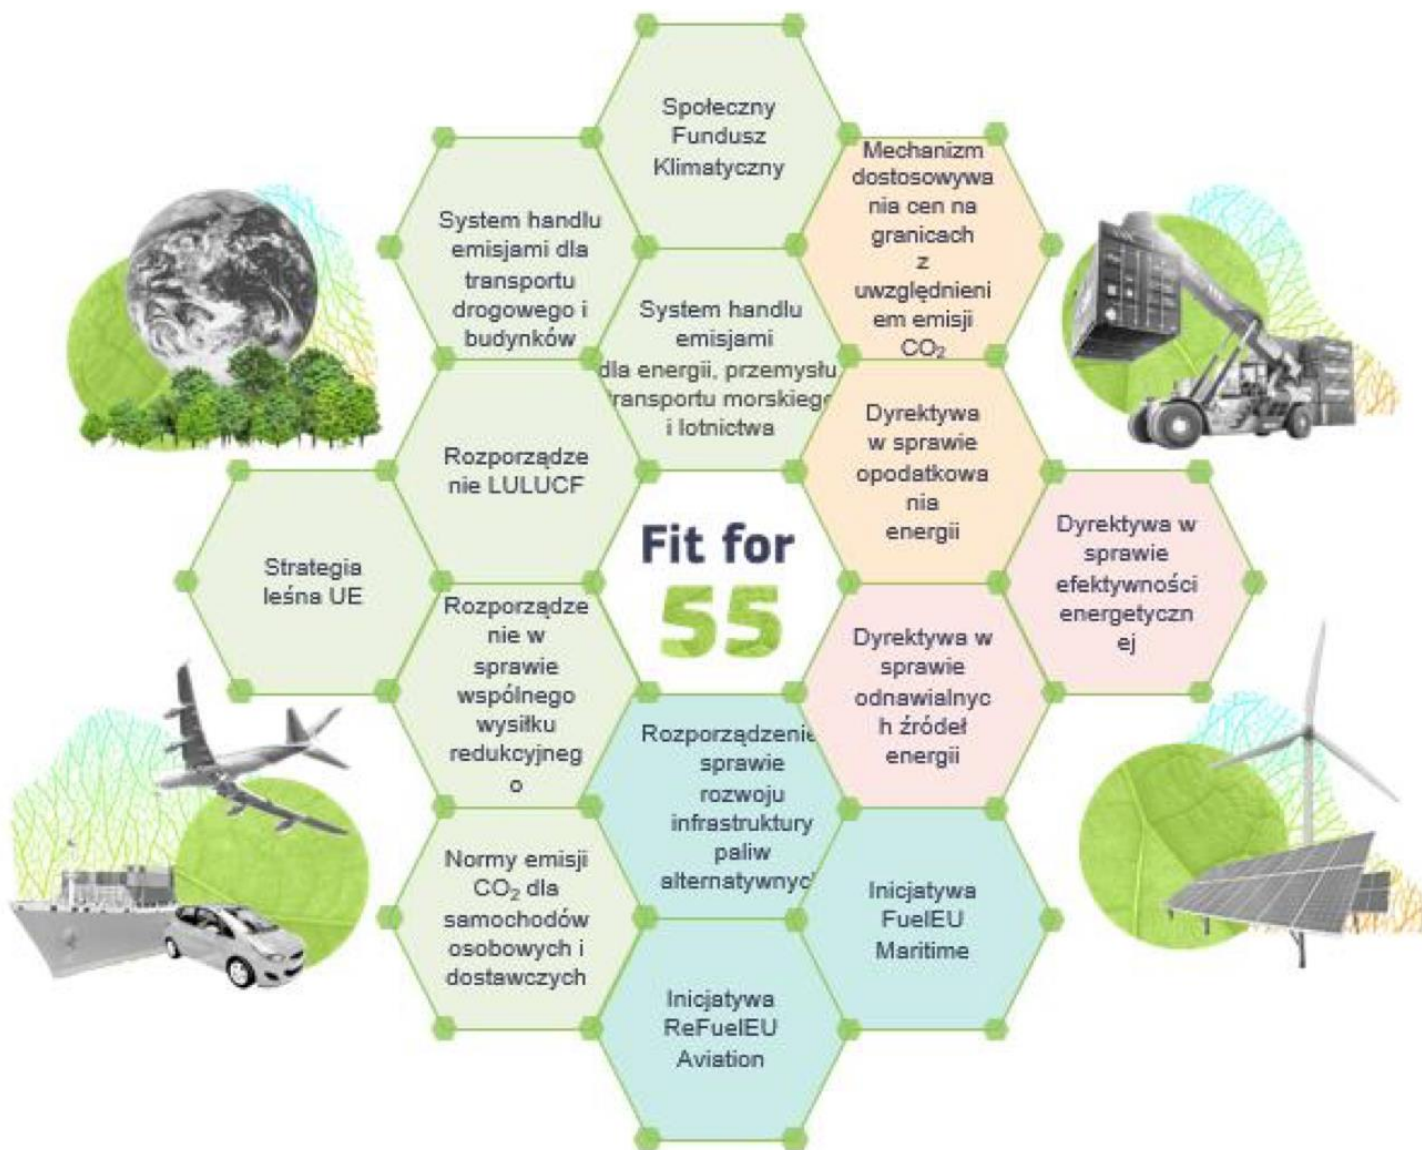 Społeczny
Fundusz
Klimatyczny
System handlu
emisjami dla
transportu
drogowego i
budynków
Mechanizm
dostosowywa
nia cen na
granicach
z
uwzględnieni
em emisji
CO₂
System handlu
emisjami
dla energii, przemysłu
transportu morskiego
i lotnictwa
Rozporządze
nie LULUCF
Dyrektywa
w sprawie
opodatkowa
nia
energii
Strategia
leśna UE
Fit for
55
Dyrektywa w
sprawie
efektywności
energetyczn
ej
Rozporządze
nie w
sprawie
wspólnego
wysiłku
redukcyjneg
o
Dyrektywa w
sprawie
odnawialnyc
h źródeł
energii
Rozporządzenie
sprawie
rozwoju
infrastruktury
paliw
alternatywnych
Normy emisji
CO₂ dla
samochodów
osobowych i
dostawczych
Inicjatywa
FuelEU
Maritime
Inicjatywa
ReFuelEU
Aviation